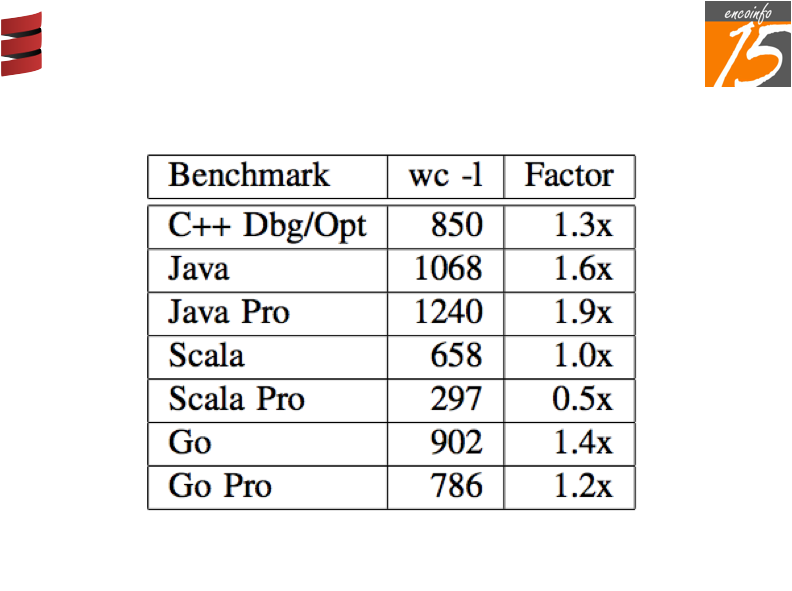 encoinfo
15
Benchmark wc -l Factor
C++ Dbg/Opt 850 1.3x
Java 1068 1.6x
Java Pro 1240 1.9x
Scala 658 1.0x
Scala Pro 297 0.5x
Go 902 1.4x
Go Pro 786 1.2x